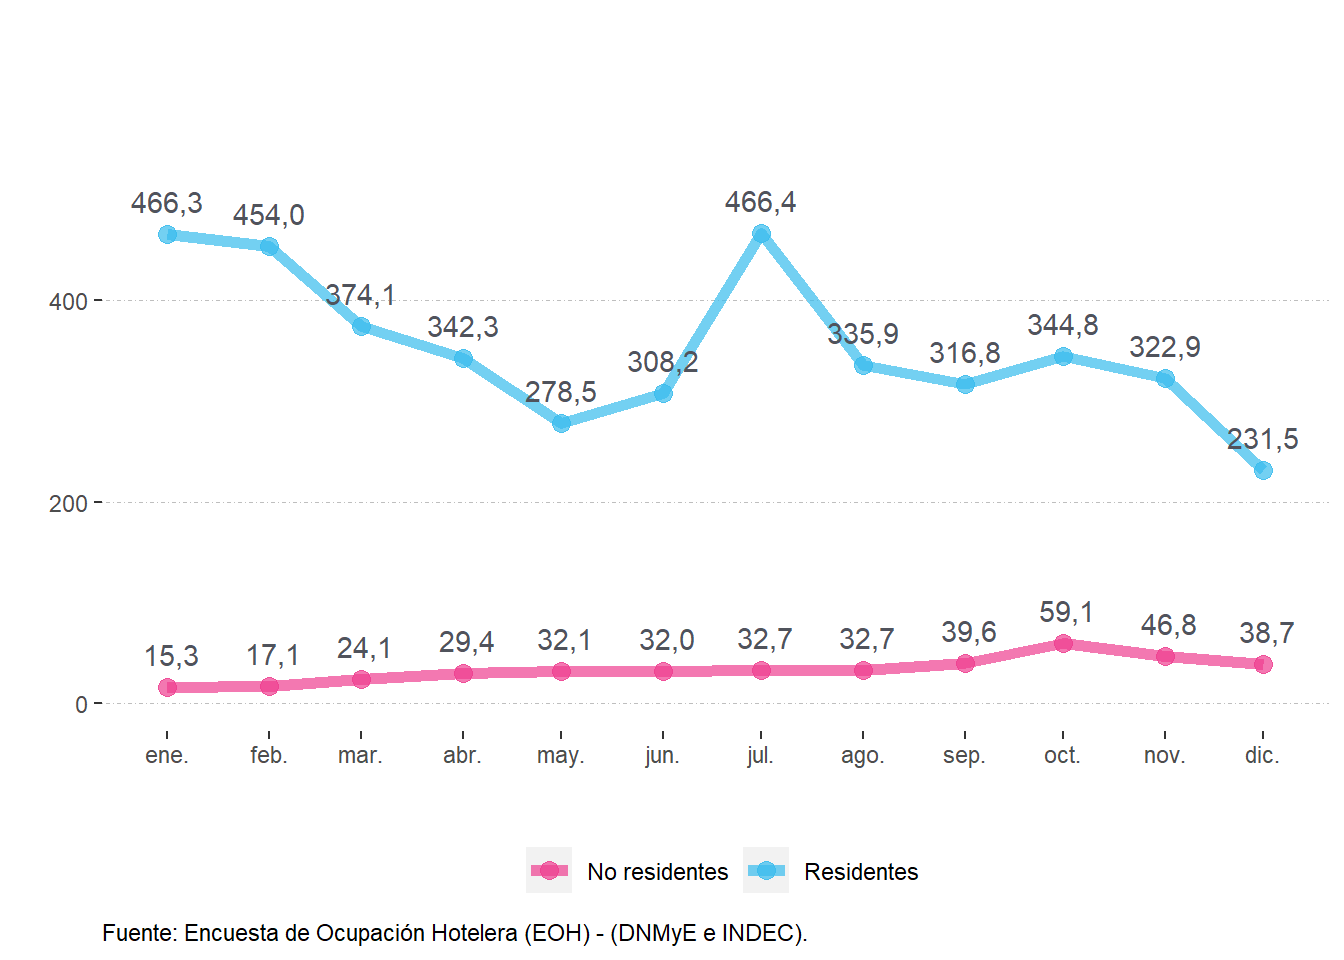 466,3 454,0 374,1 342,3 278,5 308,2 466,4 335,9 316,8 344,8 322,9 231,5
400
200
15,3 17,1 24,1 29,4 32,1 32,0 32,7 32,7 39,6 59,1 46,8 38,7
0
ene. feb. mar. abr. may. jun. jul. ago. sep. oct. nov. dic.
No residentes Residentes
Fuente: Encuesta de Ocupación Hotelera (EOH) - (DNMyE e INDEC).